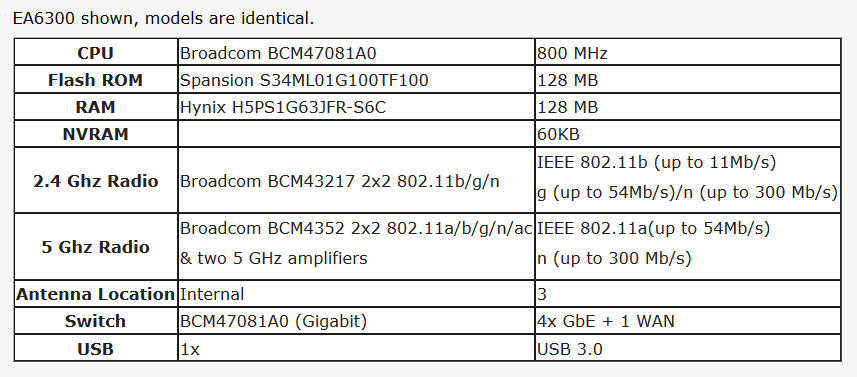 EA6300 shown, models are identical.
CPU Broadcom BCM47081A0 800 MHz
Flash ROM Spansion S34ML01G100TF100 128 MB
RAM Hynix H5PS1G63JFR-S6C 128 MB
NVRAM 60KB
2.4 Ghz Radio Broadcom BCM43217 2x2 802.11b/g/n IEEE 802.11b (up to 11Mb/s)
g (up to 54Mb/s)/n (up to 300 Mb/s)
5 Ghz Radio Broadcom BCM4352 2x2 802.11a/b/g/n/ac IEEE 802.11a(up to 54Mb/s)
& two 5 GHz amplifiers n (up to 300 Mb/s)
Antenna Location Internal 3
Switch BCM47081A0 (Gigabit) 4x GbE + 1 WAN
USB 1x USB 3.0